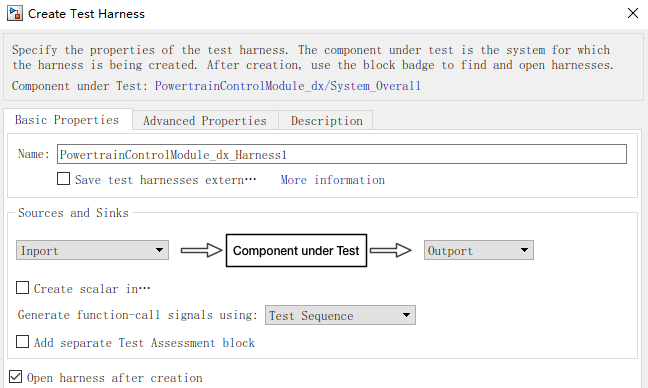 Create Test Harness
Specify the properties of the test harness. The component under test is the system for which
the harness is being created. After creation, use the block badge to find and open harnesses.
Component under Test: PowertrainControlModule_dx/System_Overall
Basic Properties Advanced Properties Description
Name: PowertrainControlModule_dx_Harness1
Save test harnesses extern… More information
Sources and Sinks
Inport Component under Test Outport
Create scalar in…
Generate function-call signals using: Test Sequence
Add separate Test Assessment block
Open harness after creation